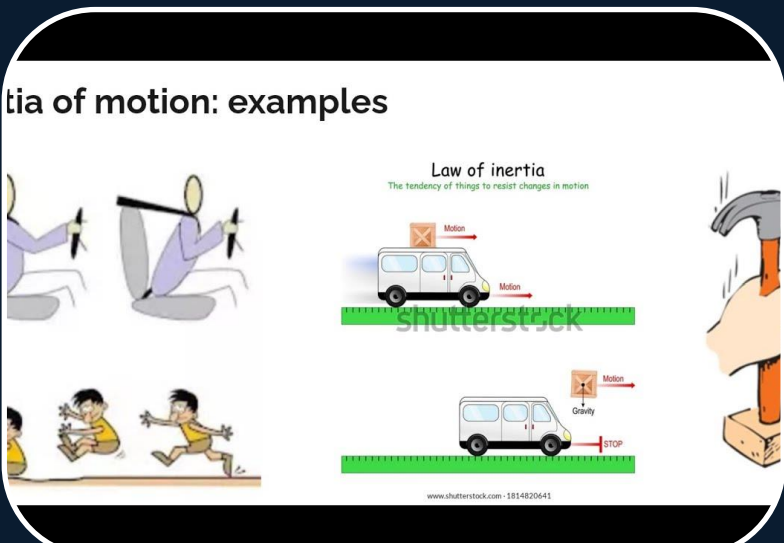 tia of motion: examples
Law of inertia
The tendency of things to resist changes in motion
Motion
Motion
shutterstock
Motion
Gravity
STOP
www.shutterstock.com · 1814820641